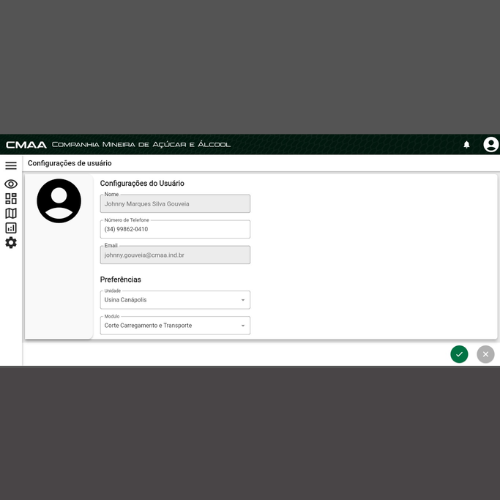 CMAA COMPANHIA MINEIRA DE AÇÚCAR E ÁLCOOL
Configurações de usuário
Configurações do Usuário
Nome
Johnny Marques Silva Gouveia
Número de Telefone
(34) 99862-0410
Email
johnny.gouveia@cmaa.ind.br
Preferências
Unidade
Usina Canápolis
Módulo
Corte Carregamento e Transporte